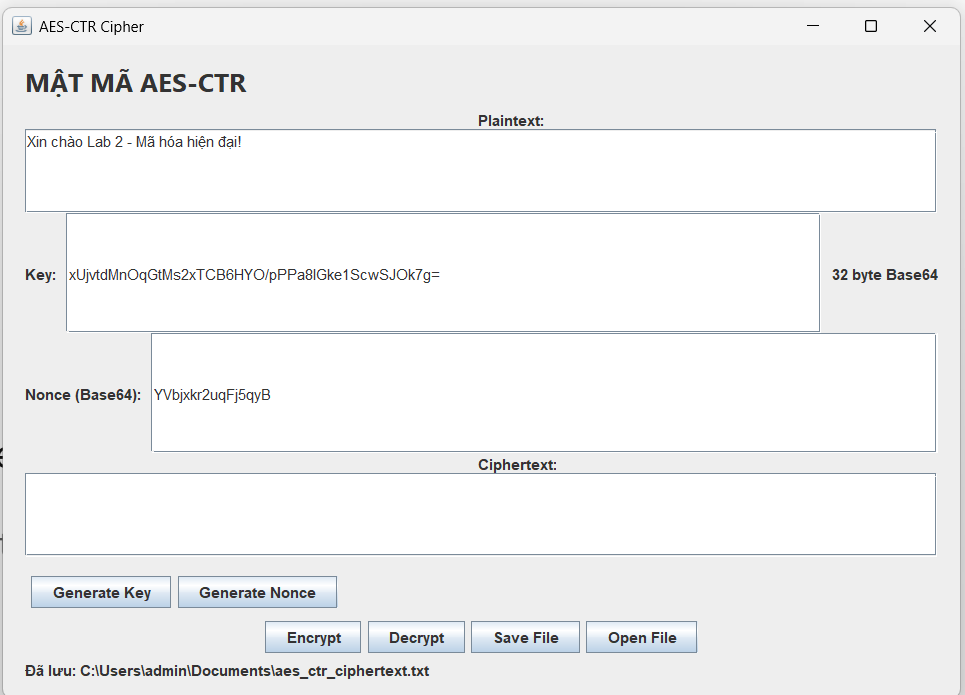 AES-CTR Cipher
MẬT MÃ AES-CTR
Plaintext:
Xin chào Lab 2 - Mã hóa hiện đại!
Key:
xUjvtdMnOqGtMs2xTCB6HYO/pPPa8lGke1ScwSJOk7g=
32 byte Base64
Nonce (Base64):
YVbjxkr2uqFj5qyB
Ciphertext:
Generate Key
Generate Nonce
Encrypt
Decrypt
Save File
Open File
Đã lưu: C:\Users\admin\Documents\aes_ctr_ciphertext.txt